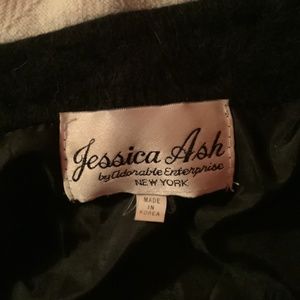 Jessica Ash
by Adorable Enterprise
NEW YORK
MADE
IN
KOREA